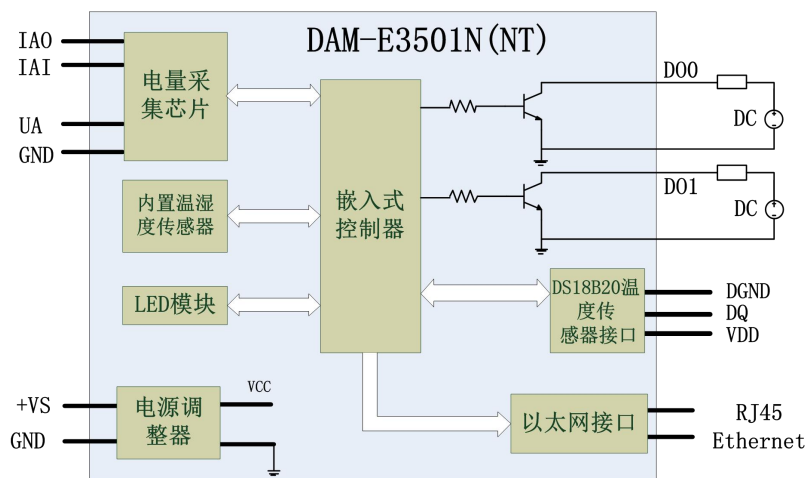 DAM-E3501N(NT)
IAO
IAI
UA
GND
电量采
集芯片
内置温湿
度传感器
LED模块
嵌入式
控制器
DO0
DC
DO1
DC
DS18B20温
度传
感器接口
DGND
DQ
VDD
+VS
GND
电源调
整器
VCC
以太网接口
RJ45
Ethernet